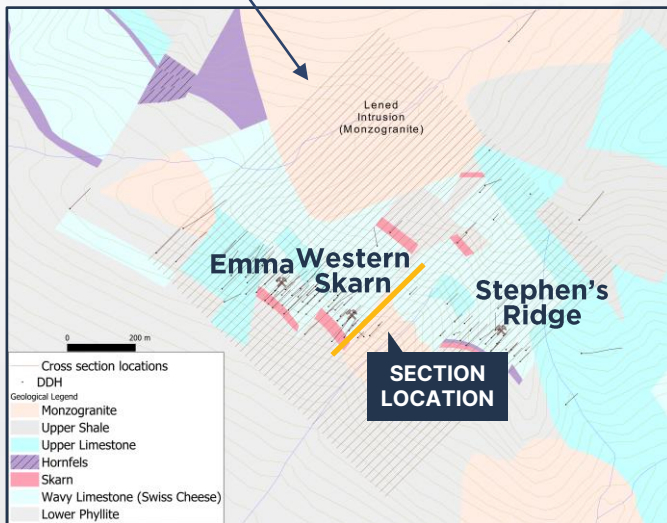 Lened
Intrusion
(Monzogranite)
Emma
Western
Skarn
Stephen's
Ridge
SECTION
LOCATION
0 200 m
Cross section locations
DDH
Geological Legend
Monzogranite
Upper Shale
Upper Limestone
Hornfels
Skarn
Wavy Limestone (Swiss Cheese)
Lower Phyllite